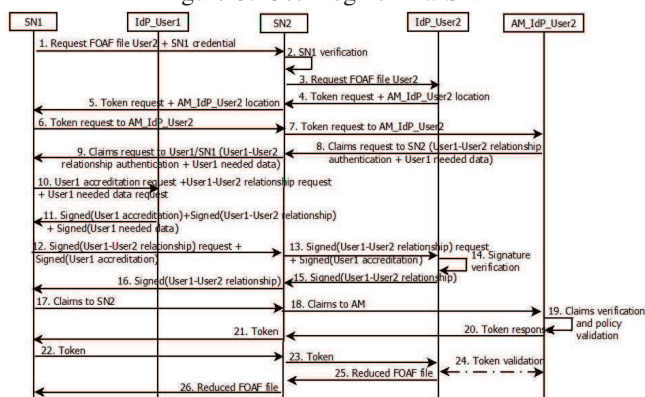 SN1 IdP_User1 SN2 IdP_User2 AM_IdP_User2
1. Request FOAF file User2 + SN1 credential
2. SN1 verification
3. Request FOAF file User2
4. Token request + AM_IdP_User2 location
5. Token request + AM_IdP_User2 location
6. Token request to AM_IdP_User2
7. Token request to AM_IdP_User2
8. Claims request to SN2 (User1-User2 relationship
authentication + User1 needed data)
9. Claims request to User1/SN1 (User1-User2
relationship authentication + User1 needed data)
10. User1 accreditation request +User1-User2 relationship request
+ User1 needed data request
11. Signed(User1 accreditation)+Signed(User1-User2 relationship)
+ Signed(User1 needed data)
12. Signed(User1-User2 relationship) request +
Signed(User1 accreditation)
13. Signed(User1-User2 relationship) request
+ Signed(User1 accreditation)
14. Signature
verification
15. Signed(User1-User2 relationship)
16. Signed(User1-User2 relationship)
17. Claims to SN2
18. Claims to AM
19. Claims verification
and policy
validation
20. Token respons
21. Token
22. Token
23. Token
24. Token validation
25. Reduced FOAF file
26. Reduced FOAF file